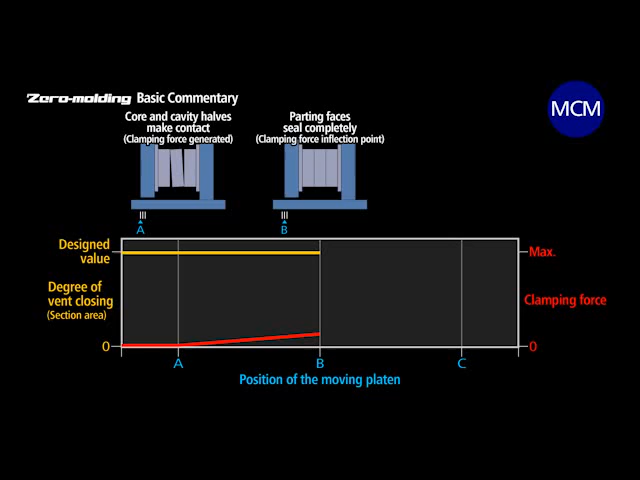 Zero-molding Basic Commentary
MCM
Core and cavity halves
make contact
(Clamping force generated)
Parting faces
seal completely
(Clamping force inflection point)
A
B
Designed
value
Max.
Degree of
vent closing
(Section area)
Clamping force
0
0
A
B
C
Position of the moving platen